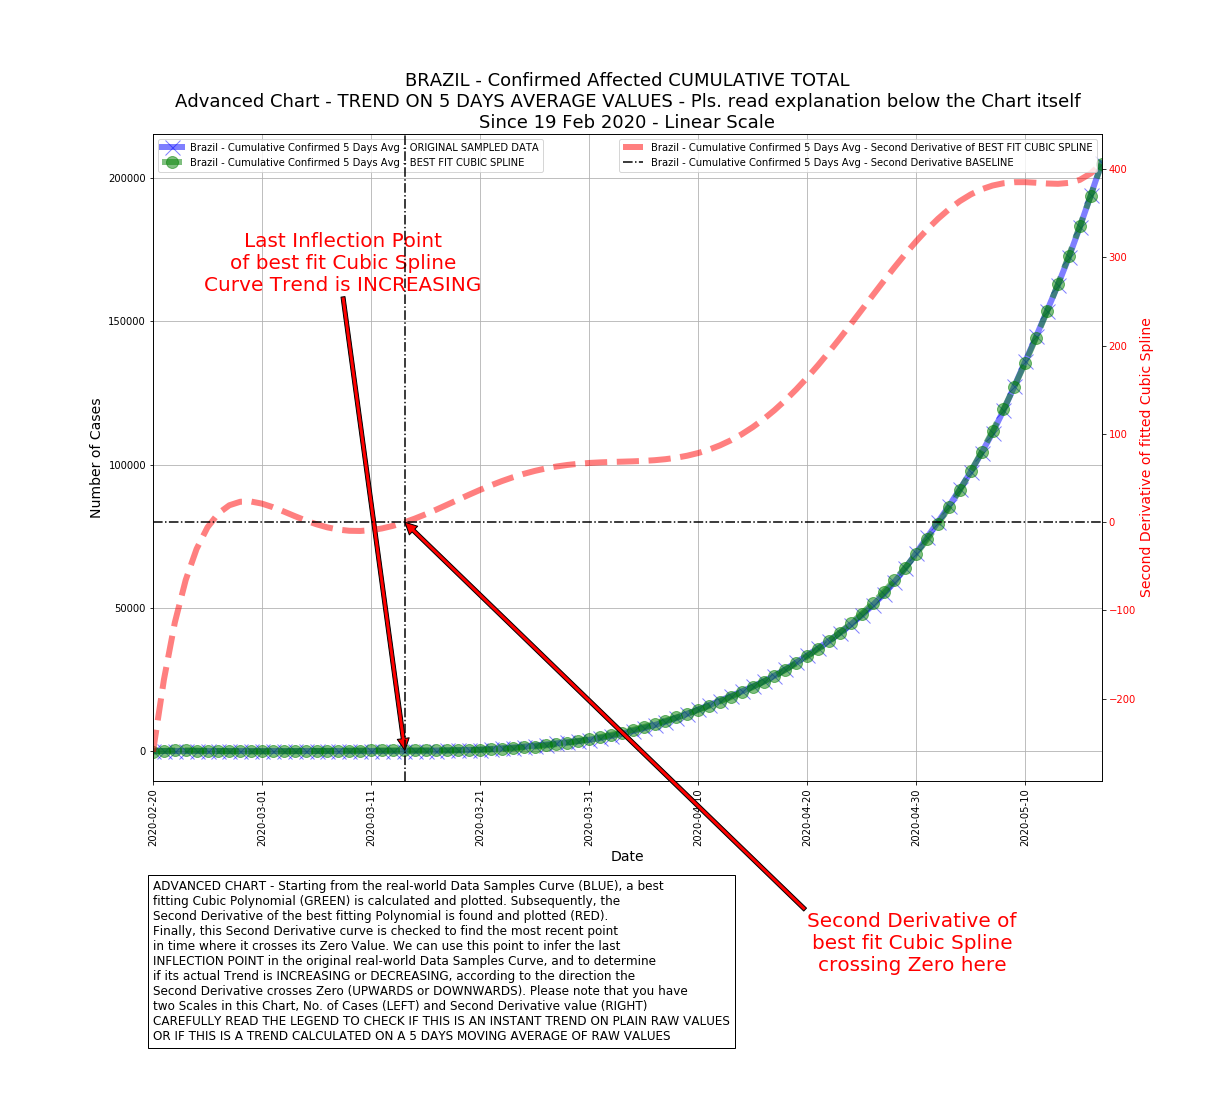 BRAZIL - Confirmed Affected CUMULATIVE TOTAL
Advanced Chart - TREND ON 5 DAYS AVERAGE VALUES - Pls. read explanation below the Chart itself
Since 19 Feb 2020 - Linear Scale
Brazil - Cumulative Confirmed 5 Days Avg - ORIGINAL SAMPLED DATA
Brazil - Cumulative Confirmed 5 Days Avg - BEST FIT CUBIC SPLINE
Brazil - Cumulative Confirmed 5 Days Avg - Second Derivative of BEST FIT CUBIC SPLINE
Brazil - Cumulative Confirmed 5 Days Avg - Second Derivative BASELINE
Last Inflection Point
of best fit Cubic Spline
Curve Trend is INCREASING
Number of Cases
200000
150000
100000
50000
0
400
300
200
100
0
−100
−200
Second Derivative of fitted Cubic Spline
2020-02-20
2020-03-01
2020-03-11
2020-03-21
2020-03-31
2020-04-10
2020-04-20
2020-04-30
2020-05-10
Date
Second Derivative of
best fit Cubic Spline
crossing Zero here
ADVANCED CHART - Starting from the real-world Data Samples Curve (BLUE), a best
fitting Cubic Polynomial (GREEN) is calculated and plotted. Subsequently, the
Second Derivative of the best fitting Polynomial is found and plotted (RED).
Finally, this Second Derivative curve is checked to find the most recent point
in time where it crosses its Zero Value. We can use this point to infer the last
INFLECTION POINT in the original real-world Data Samples Curve, and to determine
if its actual Trend is INCREASING or DECREASING, according to the direction the
Second Derivative crosses Zero (UPWARDS or DOWNWARDS). Please note that you have
two Scales in this Chart, No. of Cases (LEFT) and Second Derivative value (RIGHT)
CAREFULLY READ THE LEGEND TO CHECK IF THIS IS AN INSTANT TREND ON PLAIN RAW VALUES
OR IF THIS IS A TREND CALCULATED ON A 5 DAYS MOVING AVERAGE OF RAW VALUES